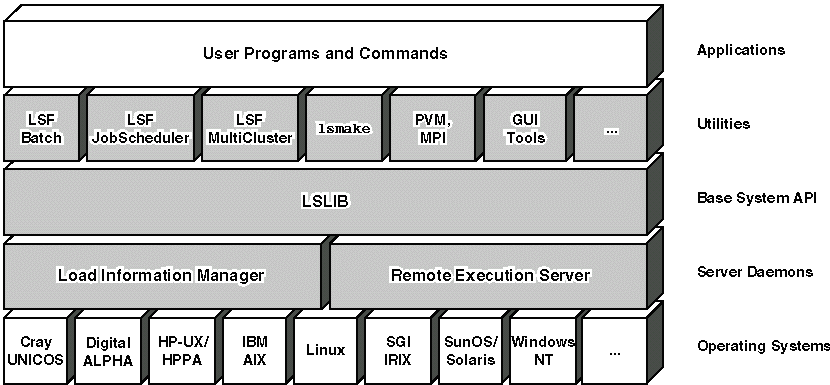 User Programs and Commands
Applications
LSF
Batch
LSF
JobScheduler
LSF
MultiCluster
lsmake
PVM,
MPI
GUI
Tools
...
Utilities
LSLIB
Base System API
Load Information Manager
Remote Execution Server
Server Daemons
Cray
UNICOS
Digital
ALPHA
HP-UX/
HPPA
IBM
AIX
Linux
SGI
IRIX
SunOS/
Solaris
Windows
NT
...
Operating Systems